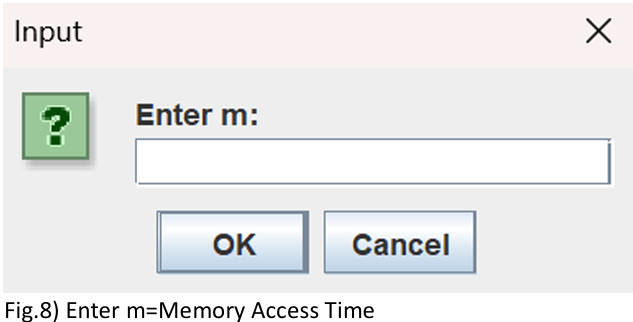 Input
?
Enter m:
OK Cancel
Fig.8) Enter m=Memory Access Time